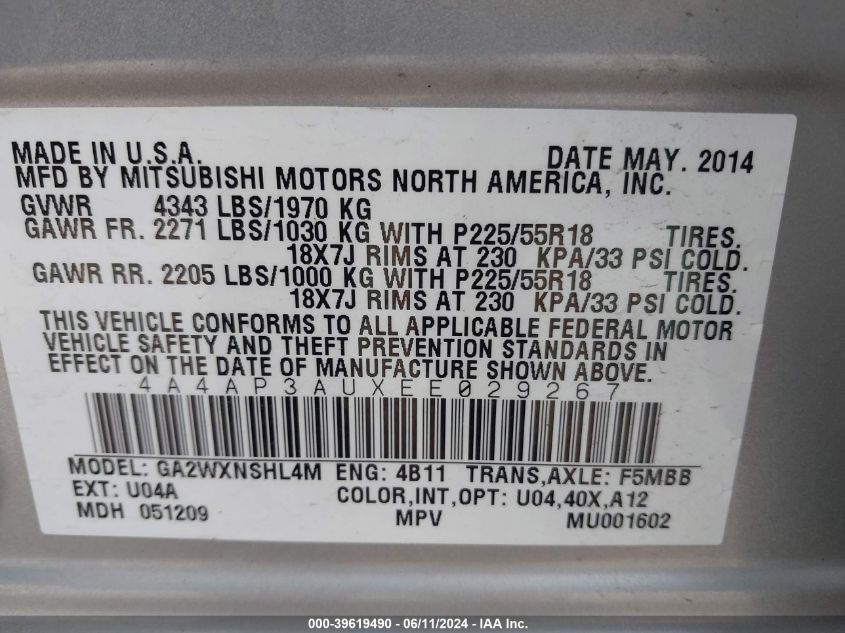 MADE IN U.S.A. DATE MAY. 2014
MFD BY MITSUBISHI MOTORS NORTH AMERICA, INC.
GVWR 4343 LBS/1970 KG
GAWR FR. 2271 LBS/1030 KG WITH P225/55R18 TIRES.
18X7J RIMS AT 230 KPA/33 PSI COLD.
GAWR RR. 2205 LBS/1000 KG WITH P225/55R18 TIRES.
18X7J RIMS AT 230 KPA/33 PSI COLD.
THIS VEHICLE CONFORMS TO ALL APPLICABLE FEDERAL MOTOR
VEHICLE SAFETY AND THEFT PREVENTION STANDARDS IN
EFFECT ON THE DATE OF MANUFACTURE SHOWN ABOVE.
4A4AP3AUXEE029267
MODEL: GA2WXNSHL4M ENG: 4B11 TRANS,AXLE: F5MBB
EXT: U04A COLOR,INT,OPT: U04,40X,A12
MDH 051209 MPV MU001602
000-39619490 - 06/11/2024 - IAA Inc.